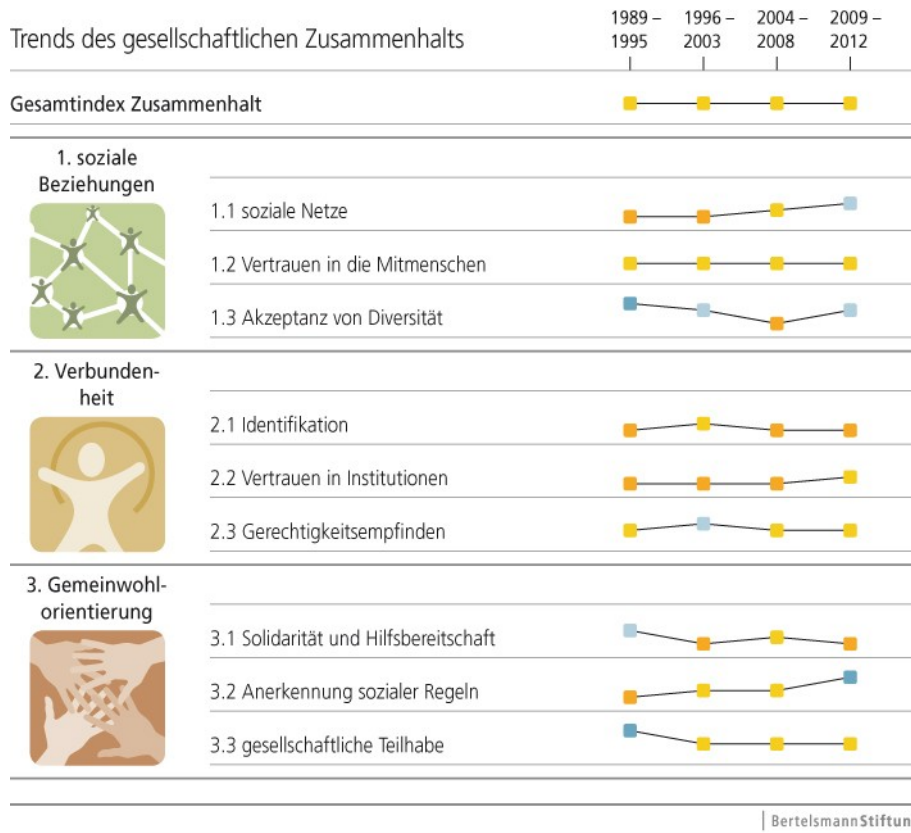 Trends des gesellschaftlichen Zusammenhalts
1989 – 1995
1996 – 2003
2004 – 2008
2009 – 2012
Gesamtindex Zusammenhalt
1. soziale
Beziehungen
1.1 soziale Netze
1.2 Vertrauen in die Mitmenschen
1.3 Akzeptanz von Diversität
2. Verbunden-
heit
2.1 Identifikation
2.2 Vertrauen in Institutionen
2.3 Gerechtigkeitsempfinden
3. Gemeinwohl-
orientierung
3.1 Solidarität und Hilfsbereitschaft
3.2 Anerkennung sozialer Regeln
3.3 gesellschaftliche Teilhabe
BertelsmannStiftun